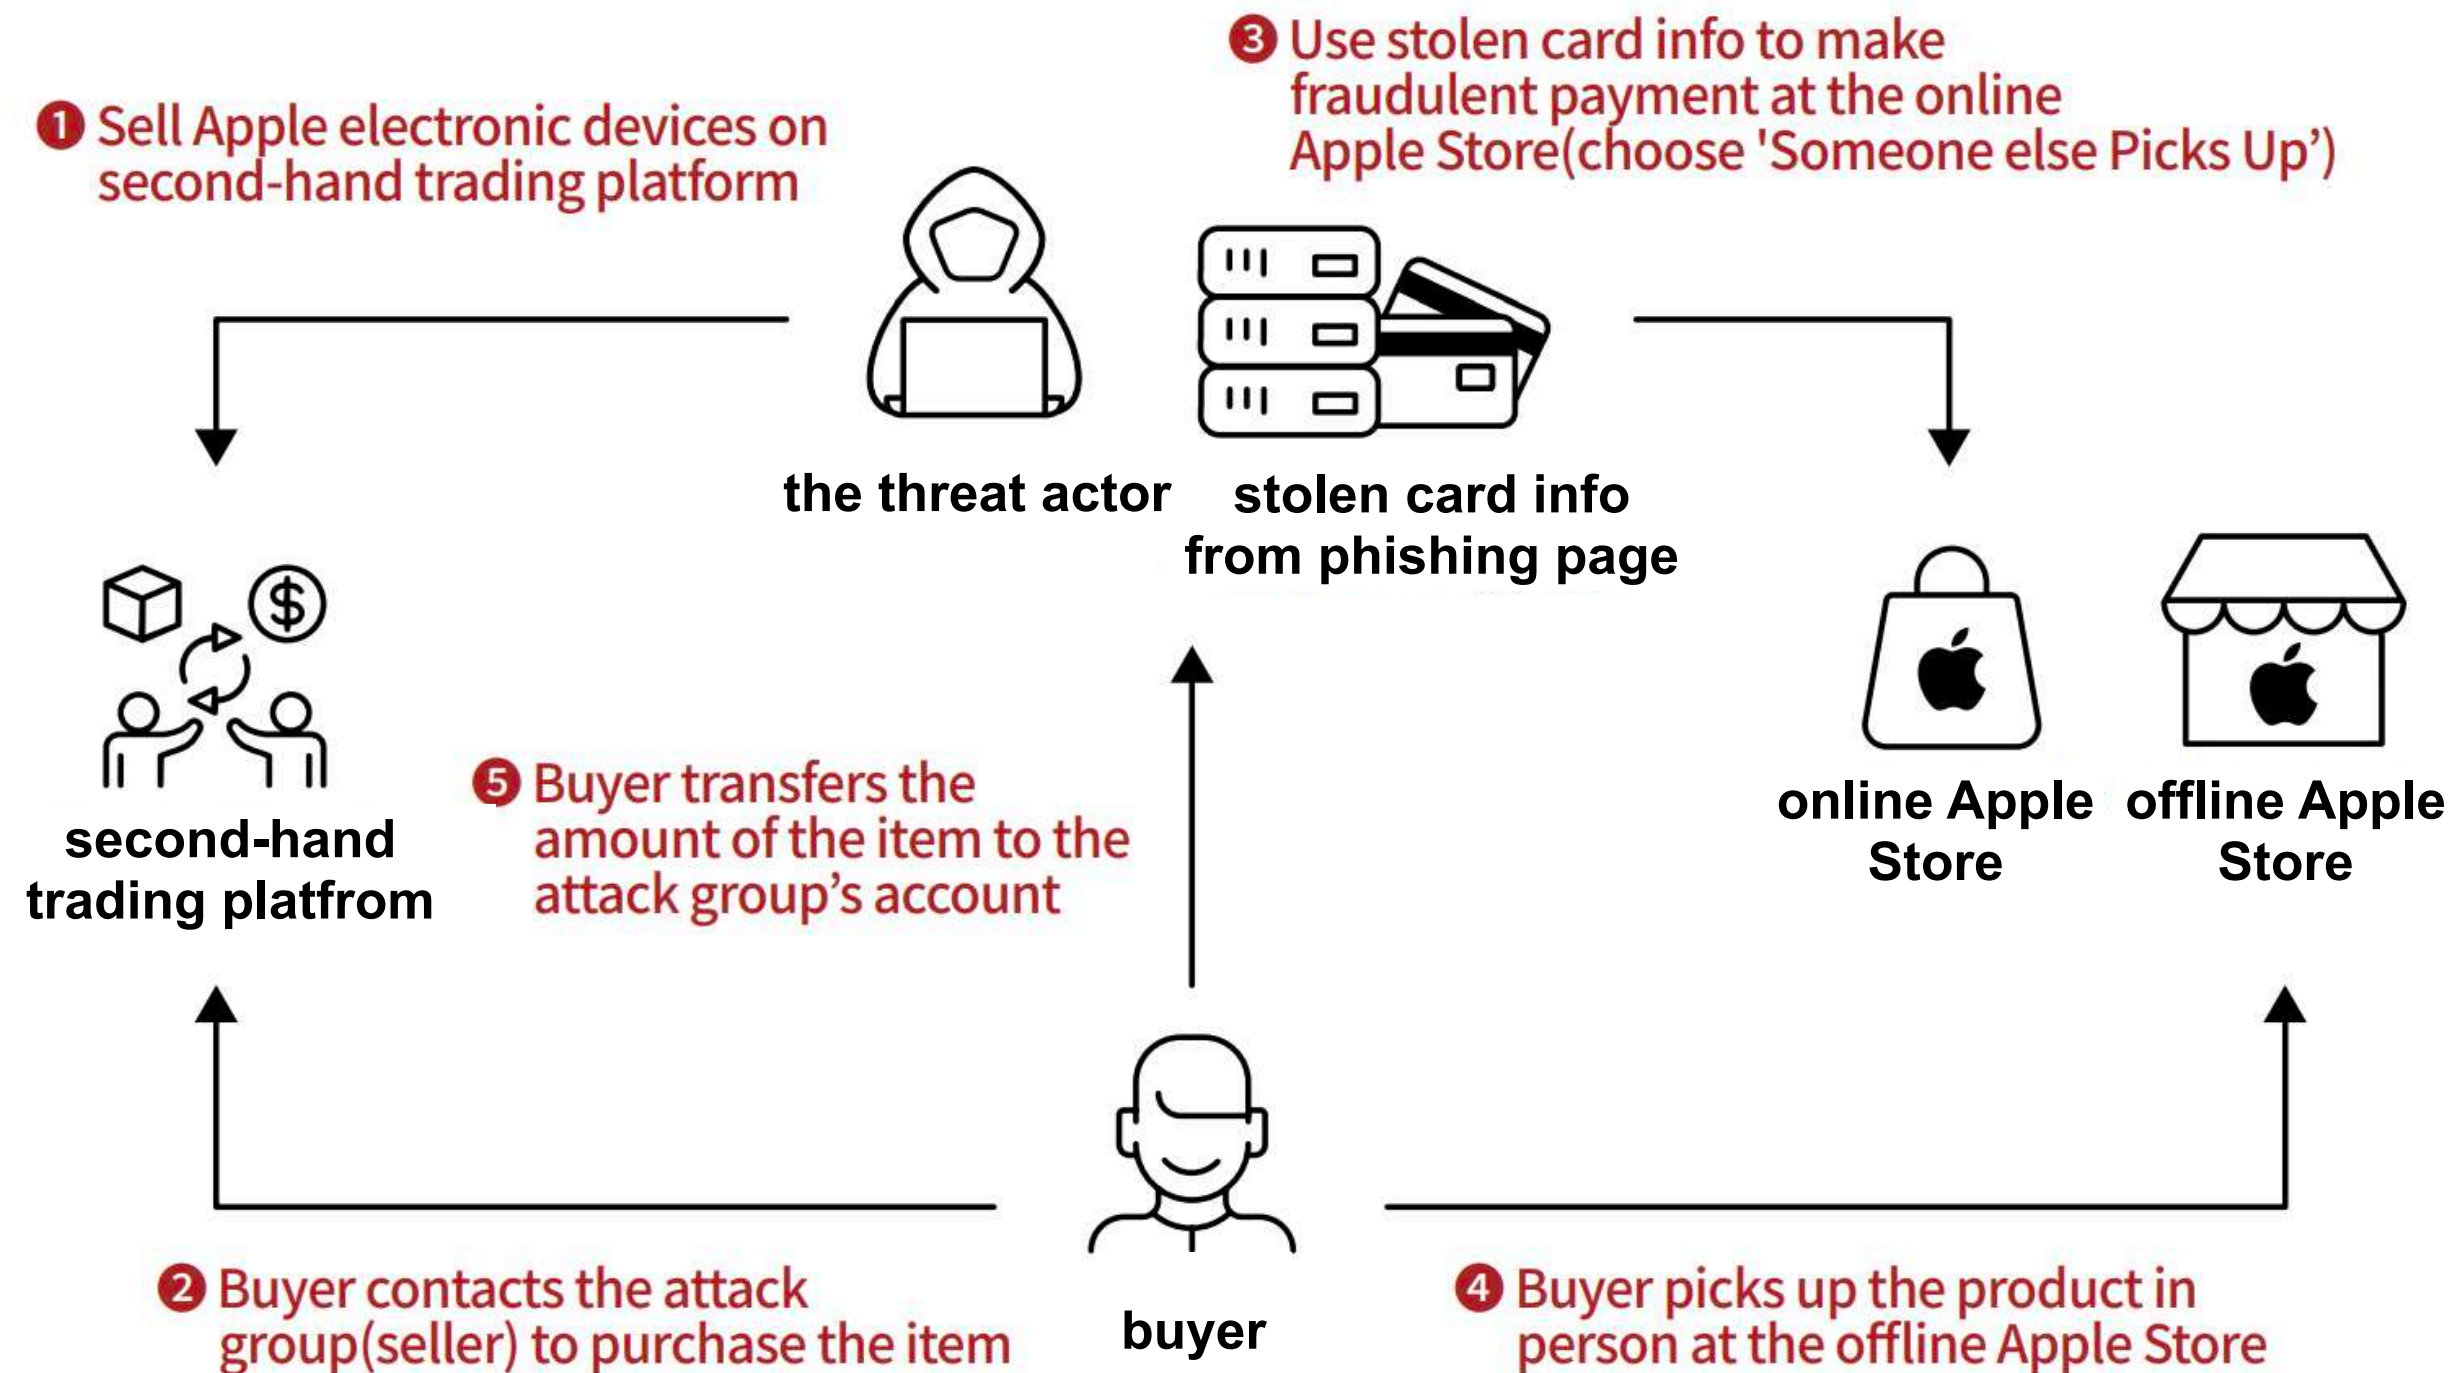 ❶ Sell Apple electronic devices on
second-hand trading platform
❸ Use stolen card info to make
fraudulent payment at the online
Apple Store(choose 'Someone else Picks Up’)
the threat actor
stolen card info
from phishing page
second-hand
trading platfrom
❺ Buyer transfers the
amount of the item to the
attack group’s account
online Apple
Store
offline Apple
Store
❷ Buyer contacts the attack
group(seller) to purchase the item
buyer
❹ Buyer picks up the product in
person at the offline Apple Store